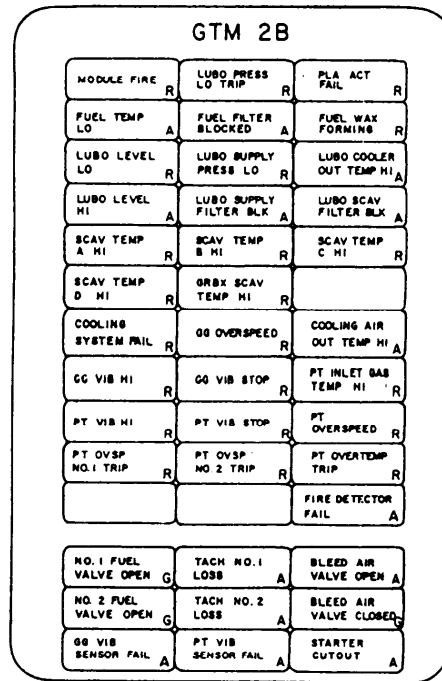 GTM 2B
MODULE FIRE R
LUBO PRESS
LO TRIP R
PLA ACT
FAIL R
FUEL TEMP
LO A
FUEL FILTER
BLOCKED A
FUEL WAX
FORMING R
LUBO LEVEL
LO R
LUBO SUPPLY
PRESS LO R
LUBO COOLER
OUT TEMP HI A
LUBO LEVEL
HI A
LUBO SUPPLY
FILTER BLK A
LUBO SCAV
FILTER BLK A
SCAV TEMP
A HI R
SCAV TEMP
B HI R
SCAV TEMP
C HI R
SCAV TEMP
D HI R
GRBX SCAV
TEMP HI R
COOLING
SYSTEM FAIL R
GG OVERSPEED R
COOLING AIR
OUT TEMP HI A
GG VIB HI R
GG VIB STOP R
PT INLET GAS
TEMP HI R
PT VIB HI R
PT VIB STOP R
PT
OVERSPEED R
PT OVSP
NO.1 TRIP R
PT OVSP
NO.2 TRIP R
PT OVERTEMP
TRIP R
FIRE DETECTOR
FAIL A
NO.1 FUEL
VALVE OPEN G
TACH NO.1
LOSS A
BLEED AIR
VALVE OPEN A
NO. 2 FUEL
VALVE OPEN G
TACH NO.2
LOSS A
BLEED AIR
VALVE CLOSED G
GG VIB
SENSOR FAIL A
PT VIB
SENSOR FAIL A
STARTER
CUTOUT A